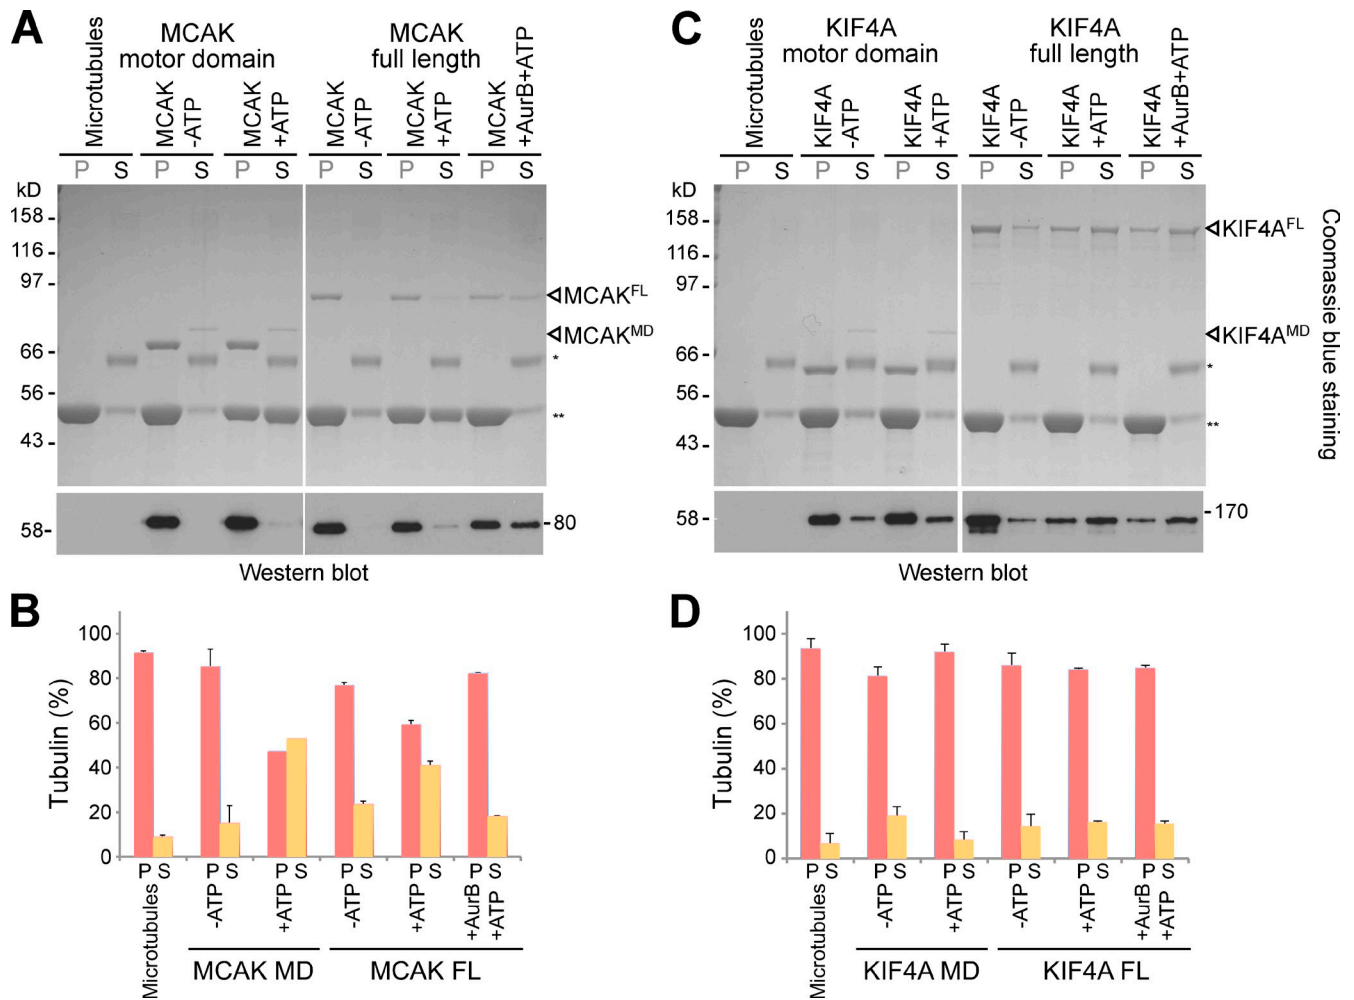 A
MCAK
motor domain
MCAK
full length
Microtubules
MCAK
-ATP
MCAK
+ATP
MCAK
-ATP
MCAK
+ATP
MCAK
+AurB+ATP
P S P S P S P S P S P S
kD
158
116
97
66
56
43
MCAK^FL
MCAK^MD
*
**
58
80
Western blot
C
KIF4A
motor domain
KIF4A
full length
Microtubules
KIF4A
-ATP
KIF4A
+ATP
KIF4A
-ATP
KIF4A
+ATP
KIF4A
+AurB+ATP
P S P S P S P S P S P S
kD
158
116
97
66
56
43
KIF4A^FL
KIF4A^MD
*
**
Coomassie blue staining
58
170
Western blot
B
Tubulin (%)
100
80
60
40
20
0
P S P S P S P S P S P S
Microtubules
-ATP
+ATP
-ATP
+ATP
+AurB
+ATP
MCAK MD
MCAK FL
D
Tubulin (%)
100
80
60
40
20
0
P S P S P S P S P S P S
Microtubules
-ATP
+ATP
-ATP
+ATP
+AurB
+ATP
KIF4A MD
KIF4A FL